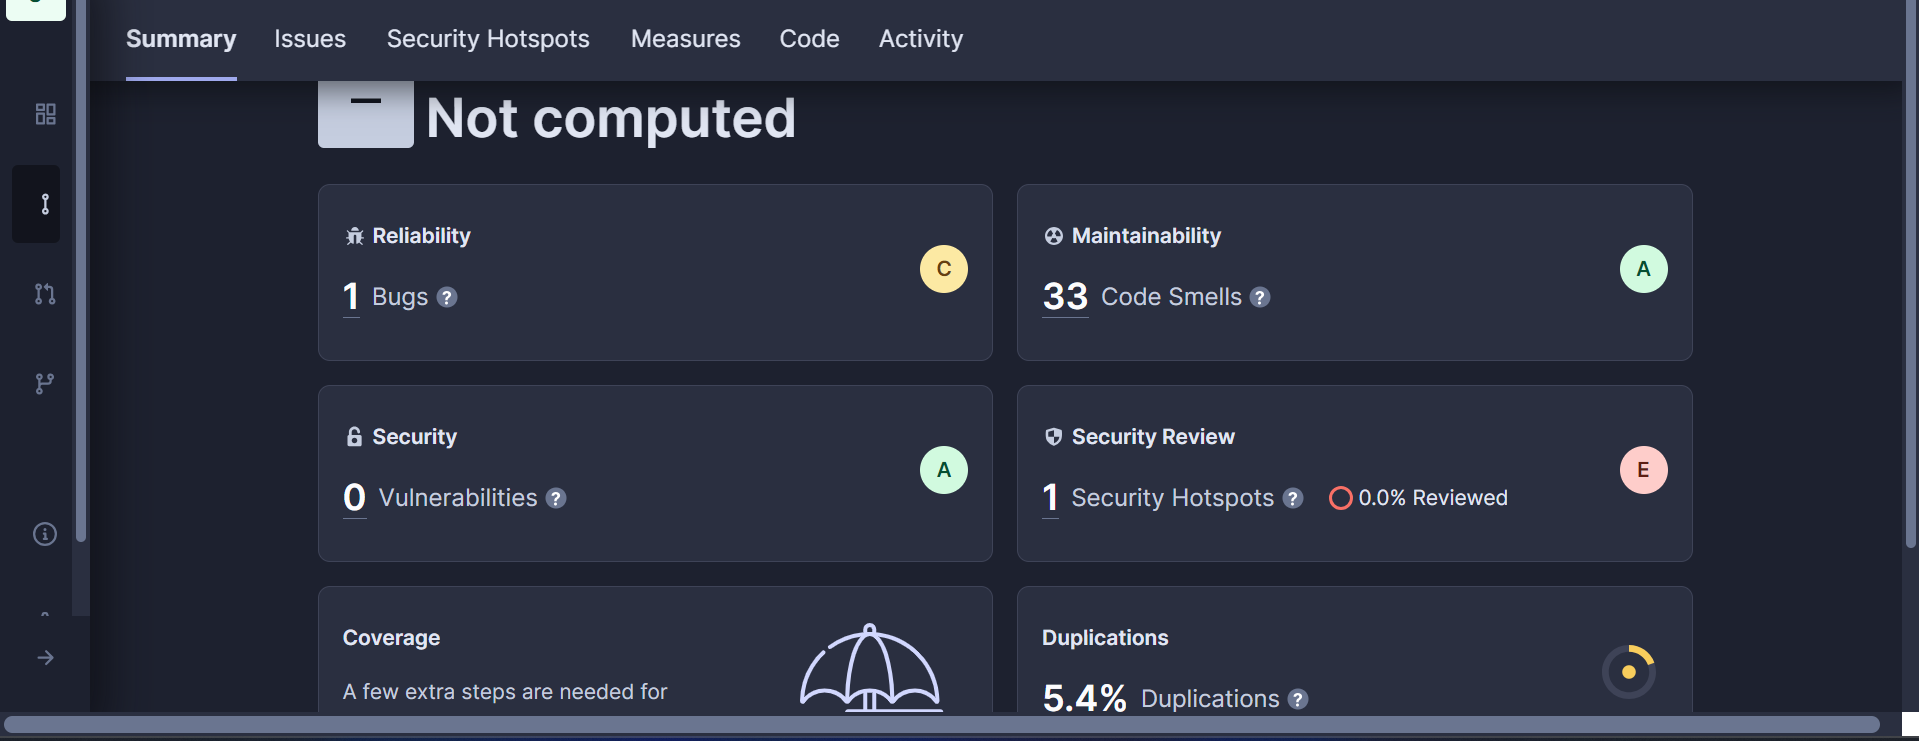 Summary Issues Security Hotspots Measures Code Activity
Not computed
Reliability
C
1 Bugs ?
Maintainability
A
33 Code Smells ?
Security
A
0 Vulnerabilities ?
Security Review
E
1 Security Hotspots ? 0.0% Reviewed
Coverage
A few extra steps are needed for
Duplications
5.4% Duplications ?